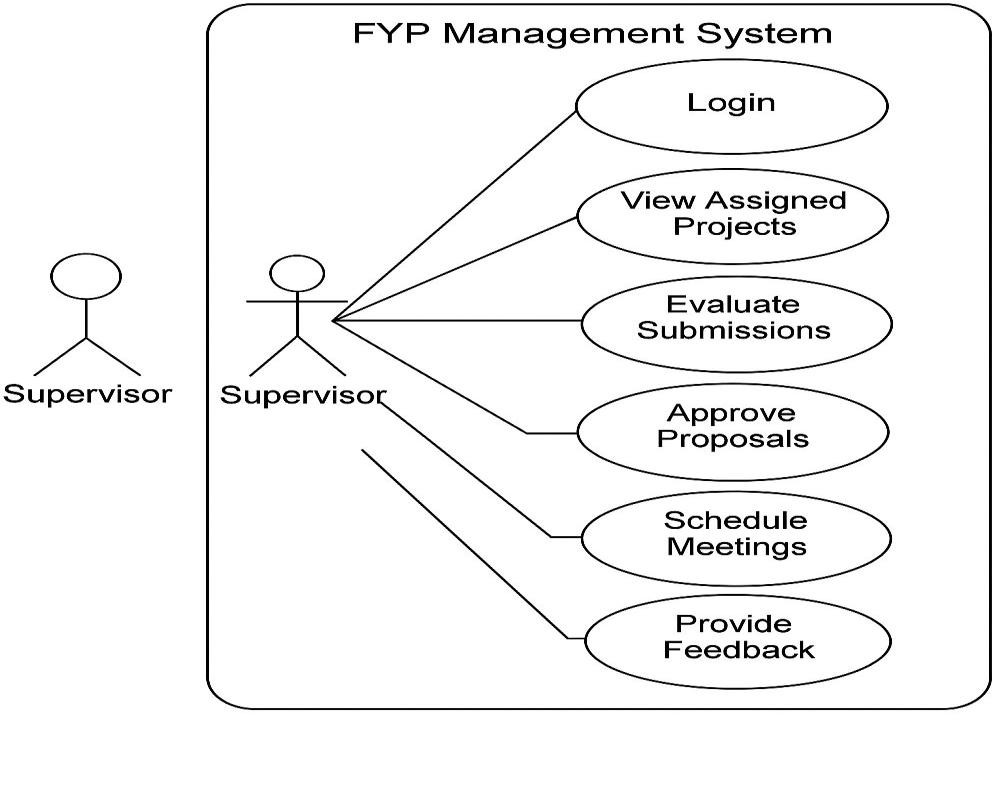 FYP Management System
Login
View Assigned
Projects
Evaluate
Submissions
Supervisor
Supervisor
Approve
Proposals
Schedule
Meetings
Provide
Feedback